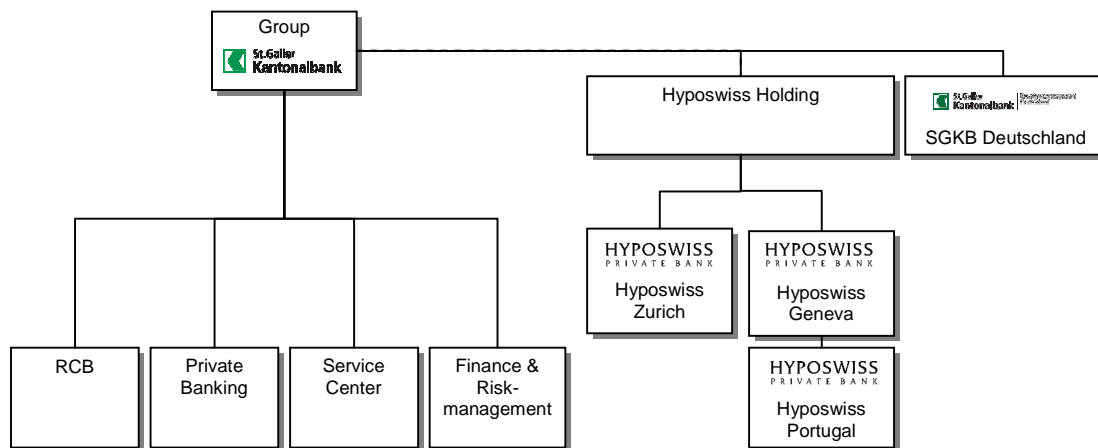 Group
St.Galler
Kantonalbank
Hyposwiss Holding
St.Galler
Kantonalbank
SGKB Deutschland
HYPOSWISS
PRIVATE BANK
Hyposwiss
Zurich
HYPOSWISS
PRIVATE BANK
Hyposwiss
Geneva
RCB
Private
Banking
Service
Center
Finance &
Risk-
management
HYPOSWISS
PRIVATE BANK
Hyposwiss
Portugal